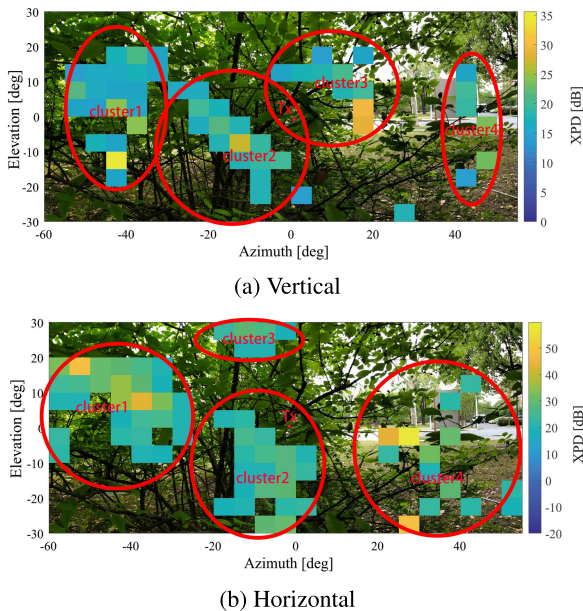 30
20
10
0
-10
-20
-30
Elevation [deg]
cluster1
cluster2
cluster3
cluster4
Tx
-60
-40
-20
0
20
40
Azimuth [deg]
35
30
25
20
15
10
5
0
XPD [dB]
(a) Vertical
30
20
10
0
-10
-20
-30
Elevation [deg]
cluster3
cluster1
Tx
cluster2
cluster4
-60
-40
-20
0
20
40
Azimuth [deg]
50
40
30
20
10
0
-10
-20
XPD [dB]
(b) Horizontal